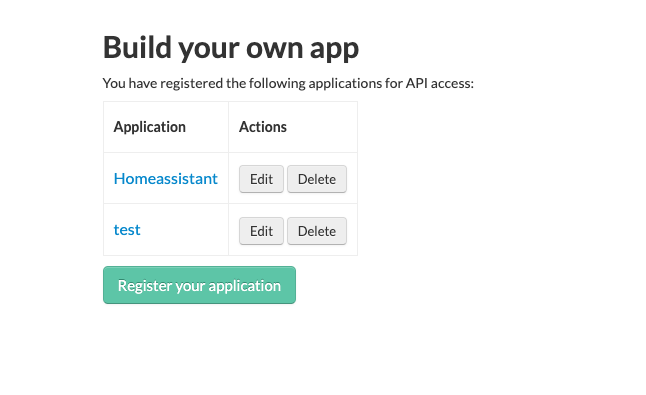 Build your own app
You have registered the following applications for API access:
Application Actions
Homeassistant Edit Delete
test Edit Delete
Register your application